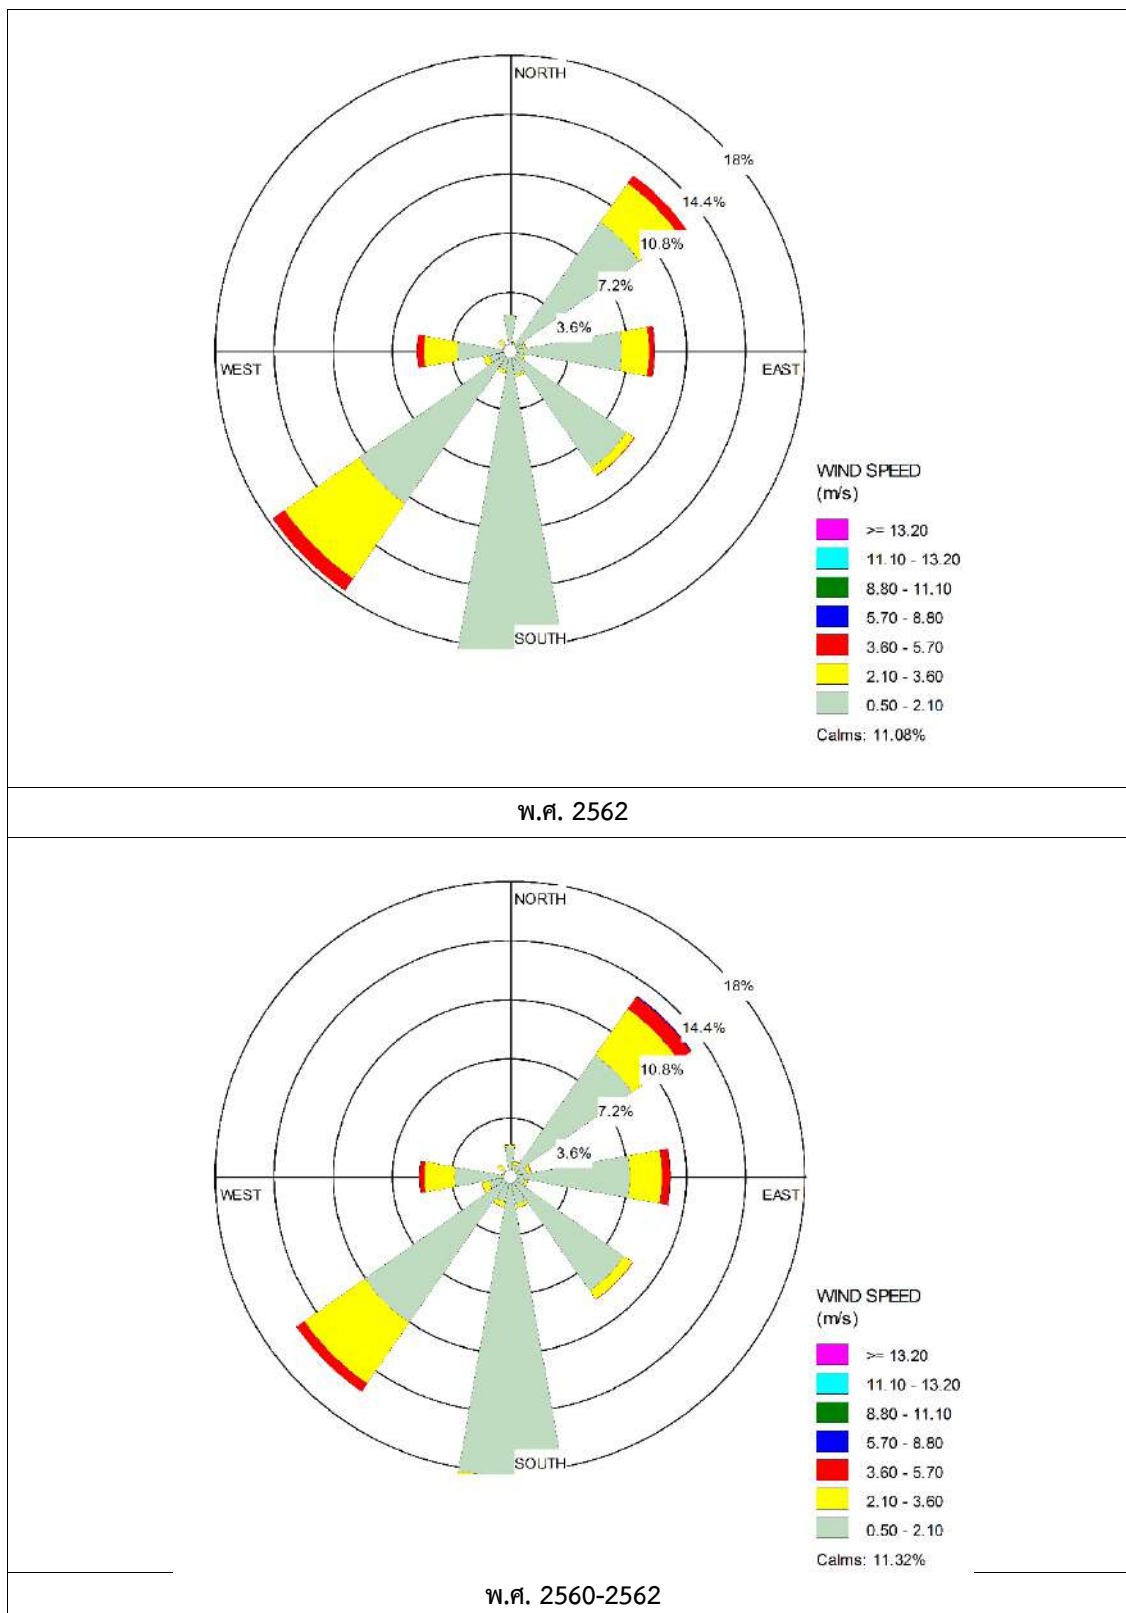 NORTH
18%
14.4%
10.8%
7.2%
3.6%
WEST
EAST
SOUTH
WIND SPEED
(m/s)
>= 13.20
11.10 - 13.20
8.80 - 11.10
5.70 - 8.80
3.60 - 5.70
2.10 - 3.60
0.50 - 2.10
Calms: 11.08%
พ.ศ. 2562
NORTH
18%
14.4%
10.8%
7.2%
3.6%
WEST
EAST
SOUTH
WIND SPEED
(m/s)
>= 13.20
11.10 - 13.20
8.80 - 11.10
5.70 - 8.80
3.60 - 5.70
2.10 - 3.60
0.50 - 2.10
Calms: 11.32%
พ.ศ. 2560-2562